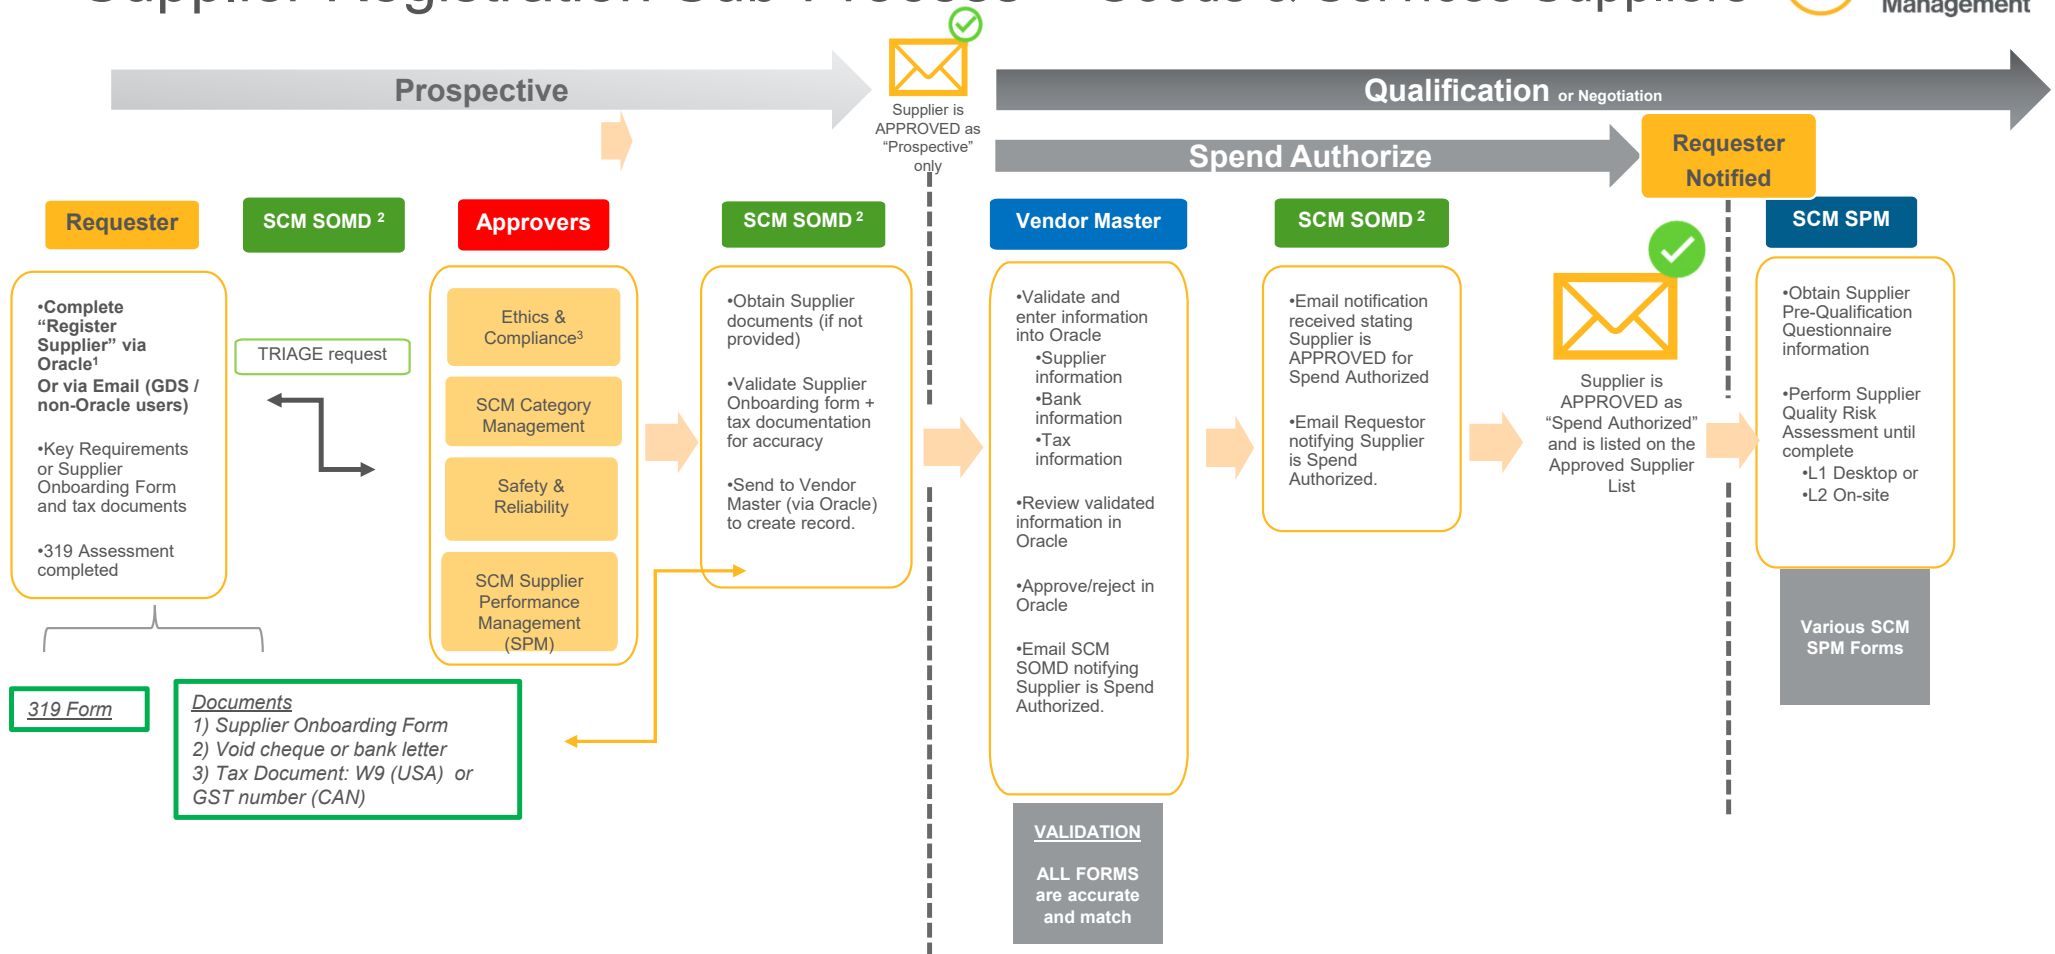 Supplier Registration Sub-Process – Goods & Services Suppliers
Management
Prospective
Supplier is
APPROVED as
“Prospective”
only
Qualification or Negotiation
Spend Authorize
Requester
Notified
Requester
SCM SOMD 2
Approvers
SCM SOMD 2
Vendor Master
SCM SOMD 2
SCM SPM
•Complete
“Register
Supplier” via
Oracle1
Or via Email (GDS /
non-Oracle users)
•Key Requirements
or Supplier
Onboarding Form
and tax documents
•319 Assessment
completed
TRIAGE request
Ethics &
Compliance3
SCM Category
Management
Safety &
Reliability
SCM Supplier
Performance
Management
(SPM)
•Obtain Supplier
documents (if not
provided)
•Validate Supplier
Onboarding form +
tax documentation
for accuracy
•Send to Vendor
Master (via Oracle)
to create record.
•Validate and
enter information
into Oracle
•Supplier
information
•Bank
information
•Tax
information
•Review validated
information in
Oracle
•Approve/reject in
Oracle
•Email SCM
SOMD notifying
Supplier is Spend
Authorized.
•Email notification
received stating
Supplier is
APPROVED for
Spend Authorized
•Email Requestor
notifying Supplier
is Spend
Authorized.
Supplier is
APPROVED as
“Spend Authorized”
and is listed on the
Approved Supplier
List
•Obtain Supplier
Pre-Qualification
Questionnaire
information
•Perform Supplier
Quality Risk
Assessment until
complete
•L1 Desktop or
•L2 On-site
Various SCM
SPM Forms
319 Form
Documents
1) Supplier Onboarding Form
2) Void cheque or bank letter
3) Tax Document: W9 (USA) or
GST number (CAN)
VALIDATION
ALL FORMS
are accurate
and match